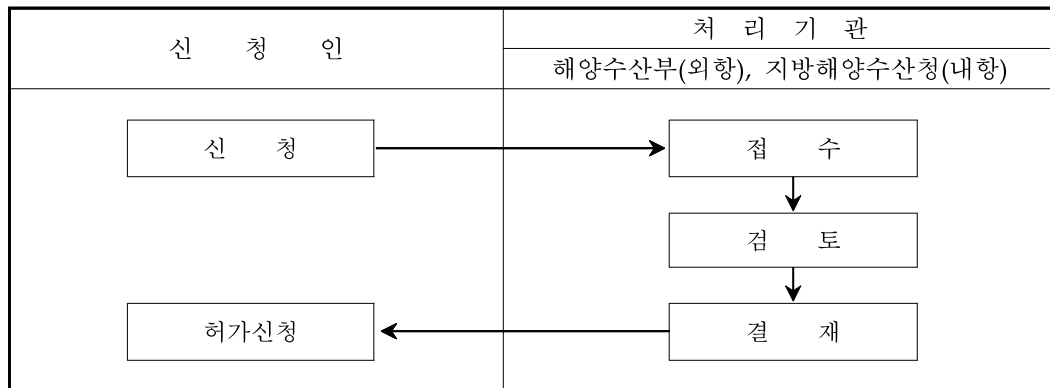 신 청 인
처 리 기 관
해양수산부(외항), 지방해양수산청(내항)
신 청
접 수
검 토
허가신청
결 재